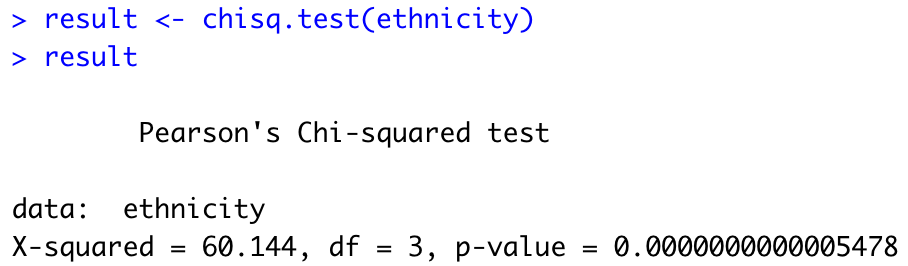 > result <- chisq.test(ethnicity)
> result
Pearson's Chi-squared test
data:  ethnicity
X-squared = 60.144, df = 3, p-value = 0.0000000000005478